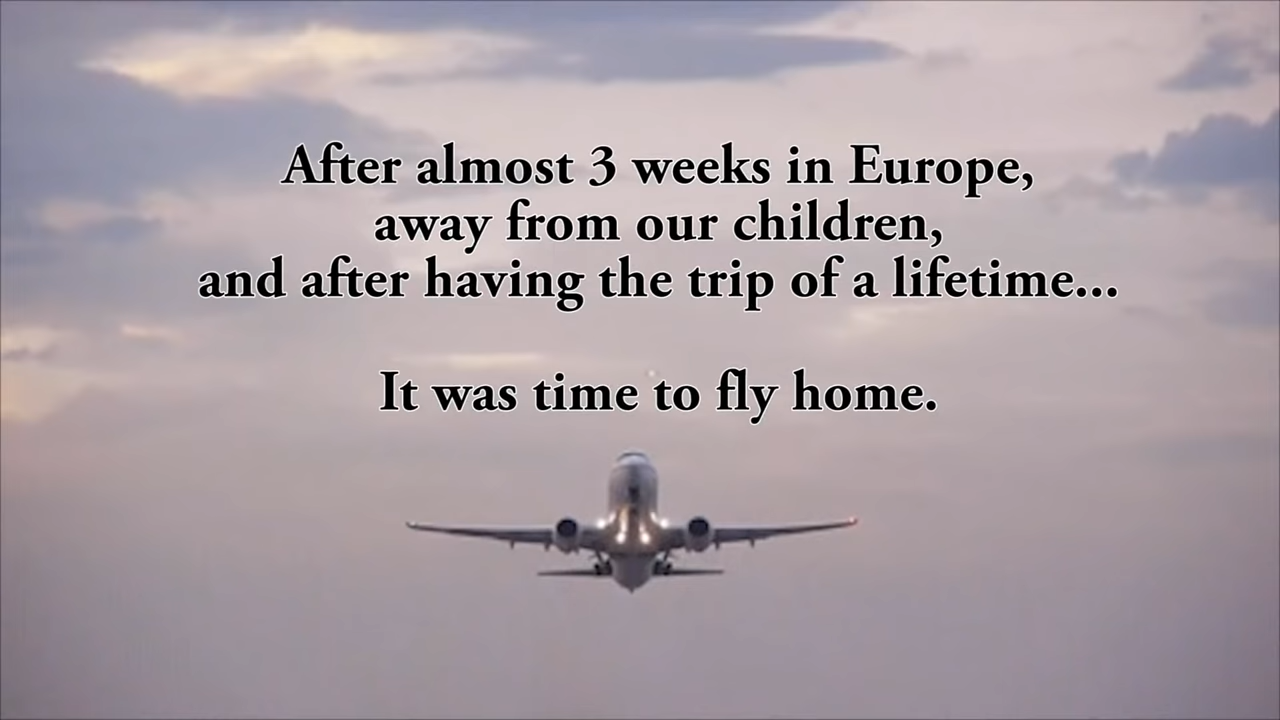 After almost 3 weeks in Europe,
away from our children,
and after having the trip of a lifetime...
It was time to fly home.